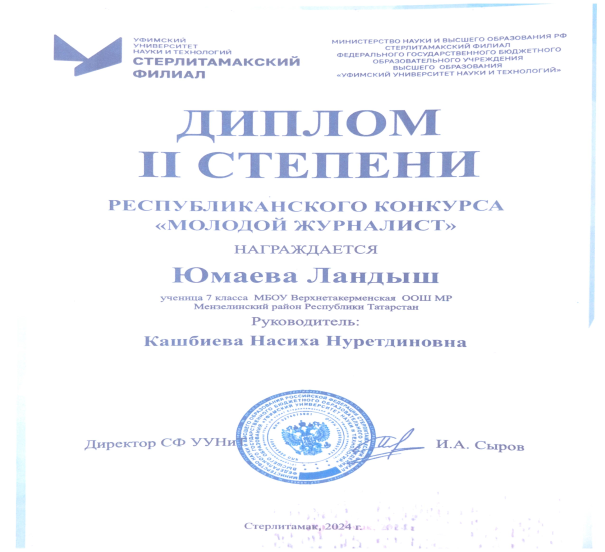 УФИМСКИЙ
УНИВЕРСИТЕТ
НАУКИ И ТЕХНОЛОГИЙ
СТЕРЛИТАМАКСКИЙ
ФИЛИАЛ
МИНИСТЕРСТВО НАУКИ И ВЫСШЕГО ОБРАЗОВАНИЯ РФ
СТЕРЛИТАМАКСКИЙ ФИЛИАЛ
ФЕДЕРАЛЬНОГО ГОСУДАРСТВЕННОГО БЮДЖЕТНОГО
ОБРАЗОВАТЕЛЬНОГО УЧРЕЖДЕНИЯ
ВЫСШЕГО ОБРАЗОВАНИЯ
«УФИМСКИЙ УНИВЕРСИТЕТ НАУКИ И ТЕХНОЛОГИЙ»
ДИПЛОМ
II СТЕПЕНИ
РЕСПУБЛИКАНСКОГО КОНКУРСА
«МОЛОДОЙ ЖУРНАЛИСТ»
НАГРАЖДАЕТСЯ
Юмаева Ландыш
ученица 7 класса МБОУ Верхнетакерменская ООШ МР
Мензелинский район Республики Татарстан
Руководитель:
Кашбиева Насиха Нуретдиновна
Директор СФ УУНиТ
И.А. Сыров
Стерлитамак, 2024 г.